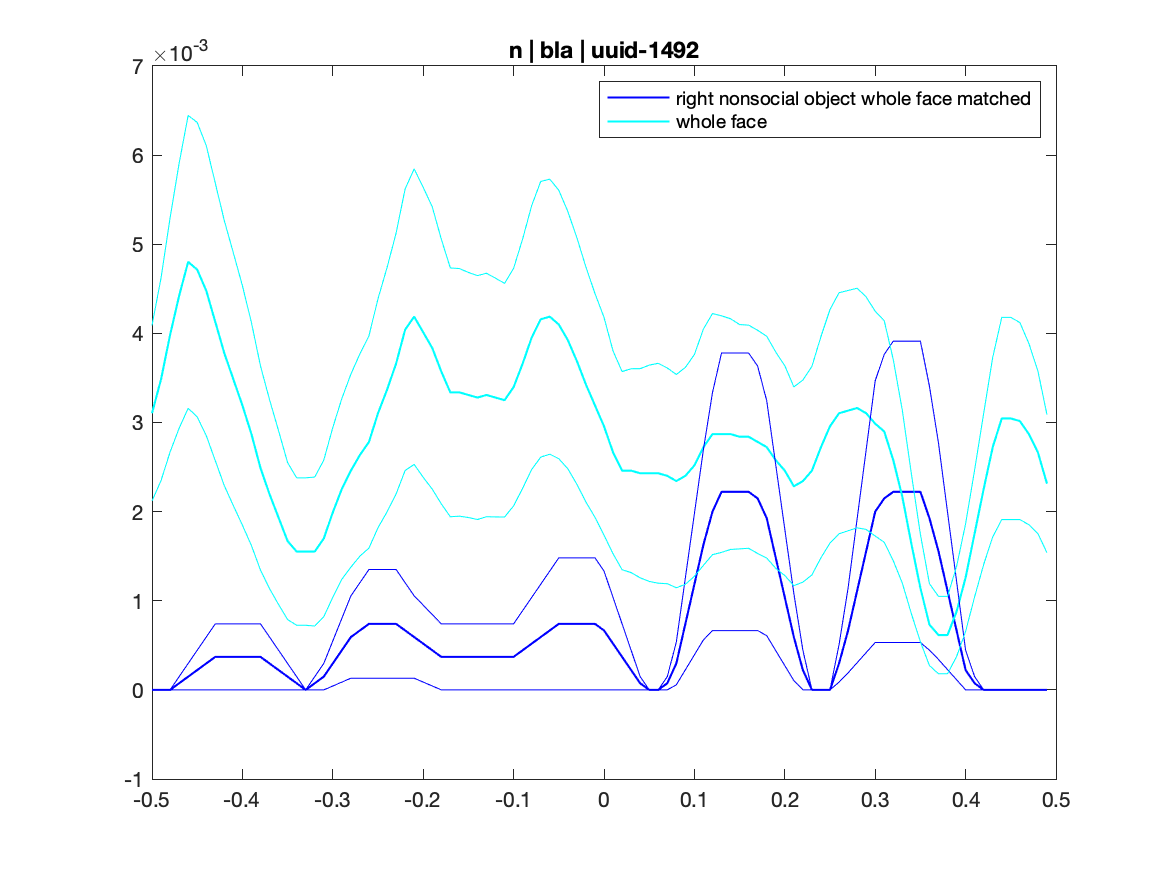 n | bla | uuid-1492
×10⁻³
right nonsocial object whole face matched
whole face
7
6
5
4
3
2
1
0
-1
-0.5 -0.4 -0.3 -0.2 -0.1 0 0.1 0.2 0.3 0.4 0.5